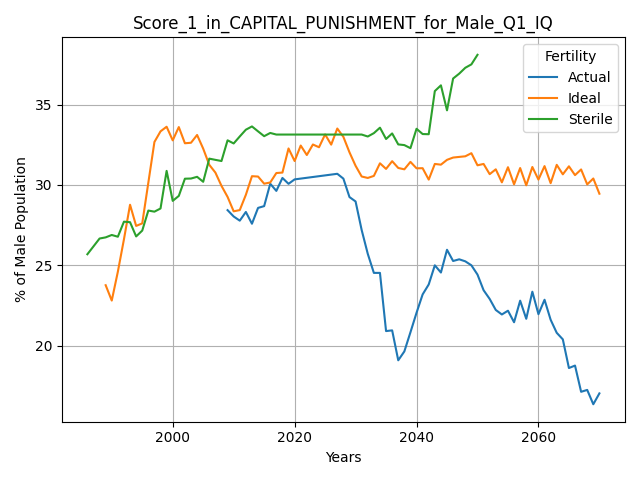 Score_1_in_CAPITAL_PUNISHMENT_for_Male_Q1_IQ
Fertility
Actual
Ideal
Sterile
% of Male Population
35
30
25
20
2000
2020
2040
2060
Years